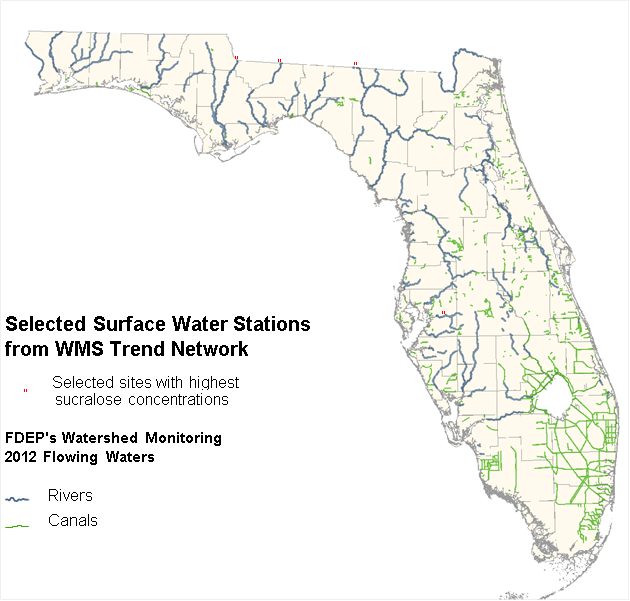 Selected Surface Water Stations
from WMS Trend Network
Selected sites with highest
sucralose concentrations
FDEP's Watershed Monitoring
2012 Flowing Waters
Rivers
Canals